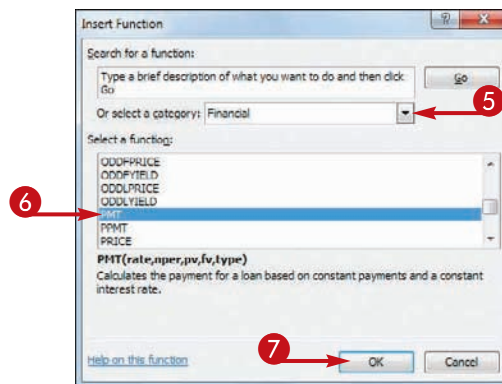 Insert Function
Search for a function:
Type a brief description of what you want to do and then click
Go
Go
Or select a category: Financial
5
Select a function:
ODDFPRICE
ODDFYIELD
ODDLPRICE
ODDLYIELD
6
PMT
PPMT
PRICE
PMT(rate,nper,pv,fv,type)
Calculates the payment for a loan based on constant payments and a constant
interest rate.
Help on this function
7
OK
Cancel